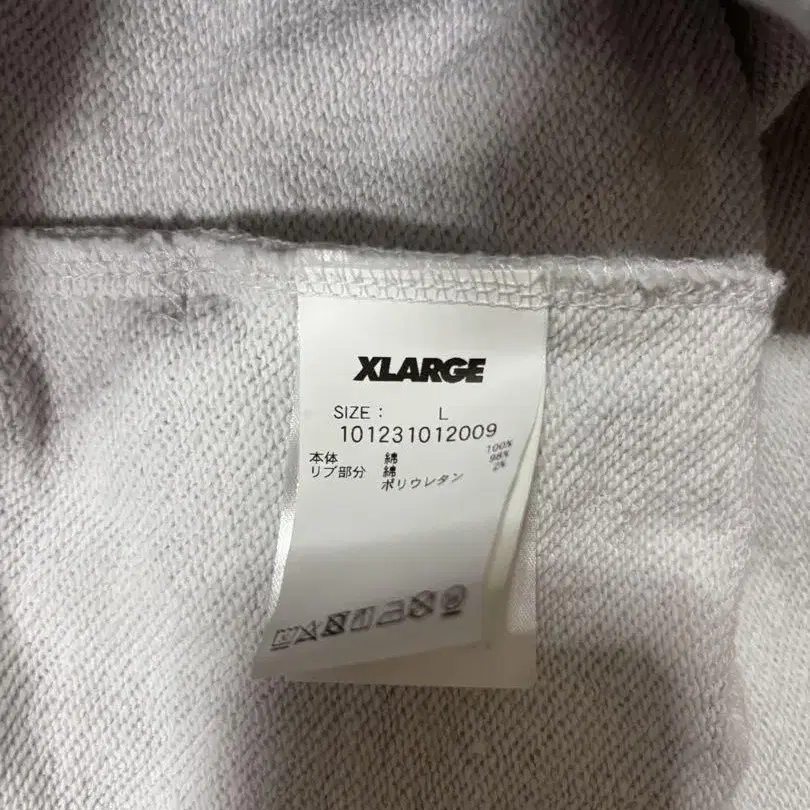 XLARGE
SIZE : L
101231012009
本体 綿 100%
リブ部分 綿 98%
ポリウレタン 2%